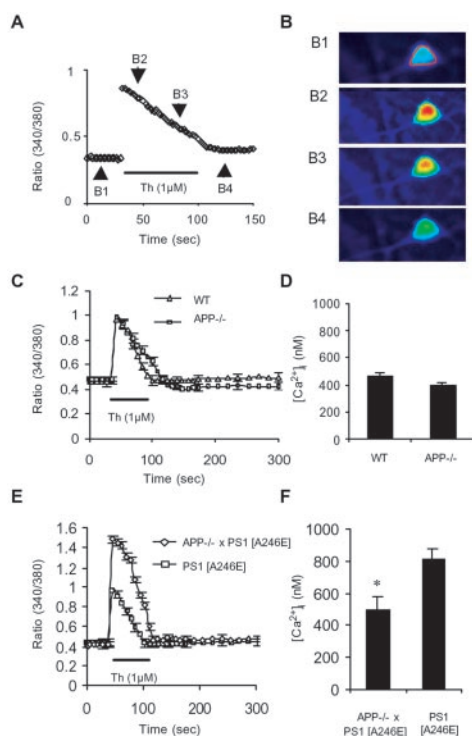 A
B
B1
B2
B3
B4
Ratio (340/380)
1
0.5
0
B2
B3
B1
Th (1µM)
B4
0 50 100 150
Time (sec)
C
D
Ratio (340/380)
1.2
1
0.8
0.6
0.4
0.2
0
WT
APP-/-
Th (1µM)
0 100 200 300
Time (sec)
[Ca²⁺]i (nM)
1000
800
600
400
200
0
WT APP-/-
E
F
Ratio (340/380)
1.6
1.4
1.2
1
0.8
0.6
0.4
0.2
0
APP-/- x PS1 [A246E]
PS1 [A246E]
Th (1µM)
0 100 200 300
Time (sec)
[Ca²⁺]i (nM)
1000
800
600
400
200
0
*
APP-/- x
PS1 [A246E]
PS1
[A246E]